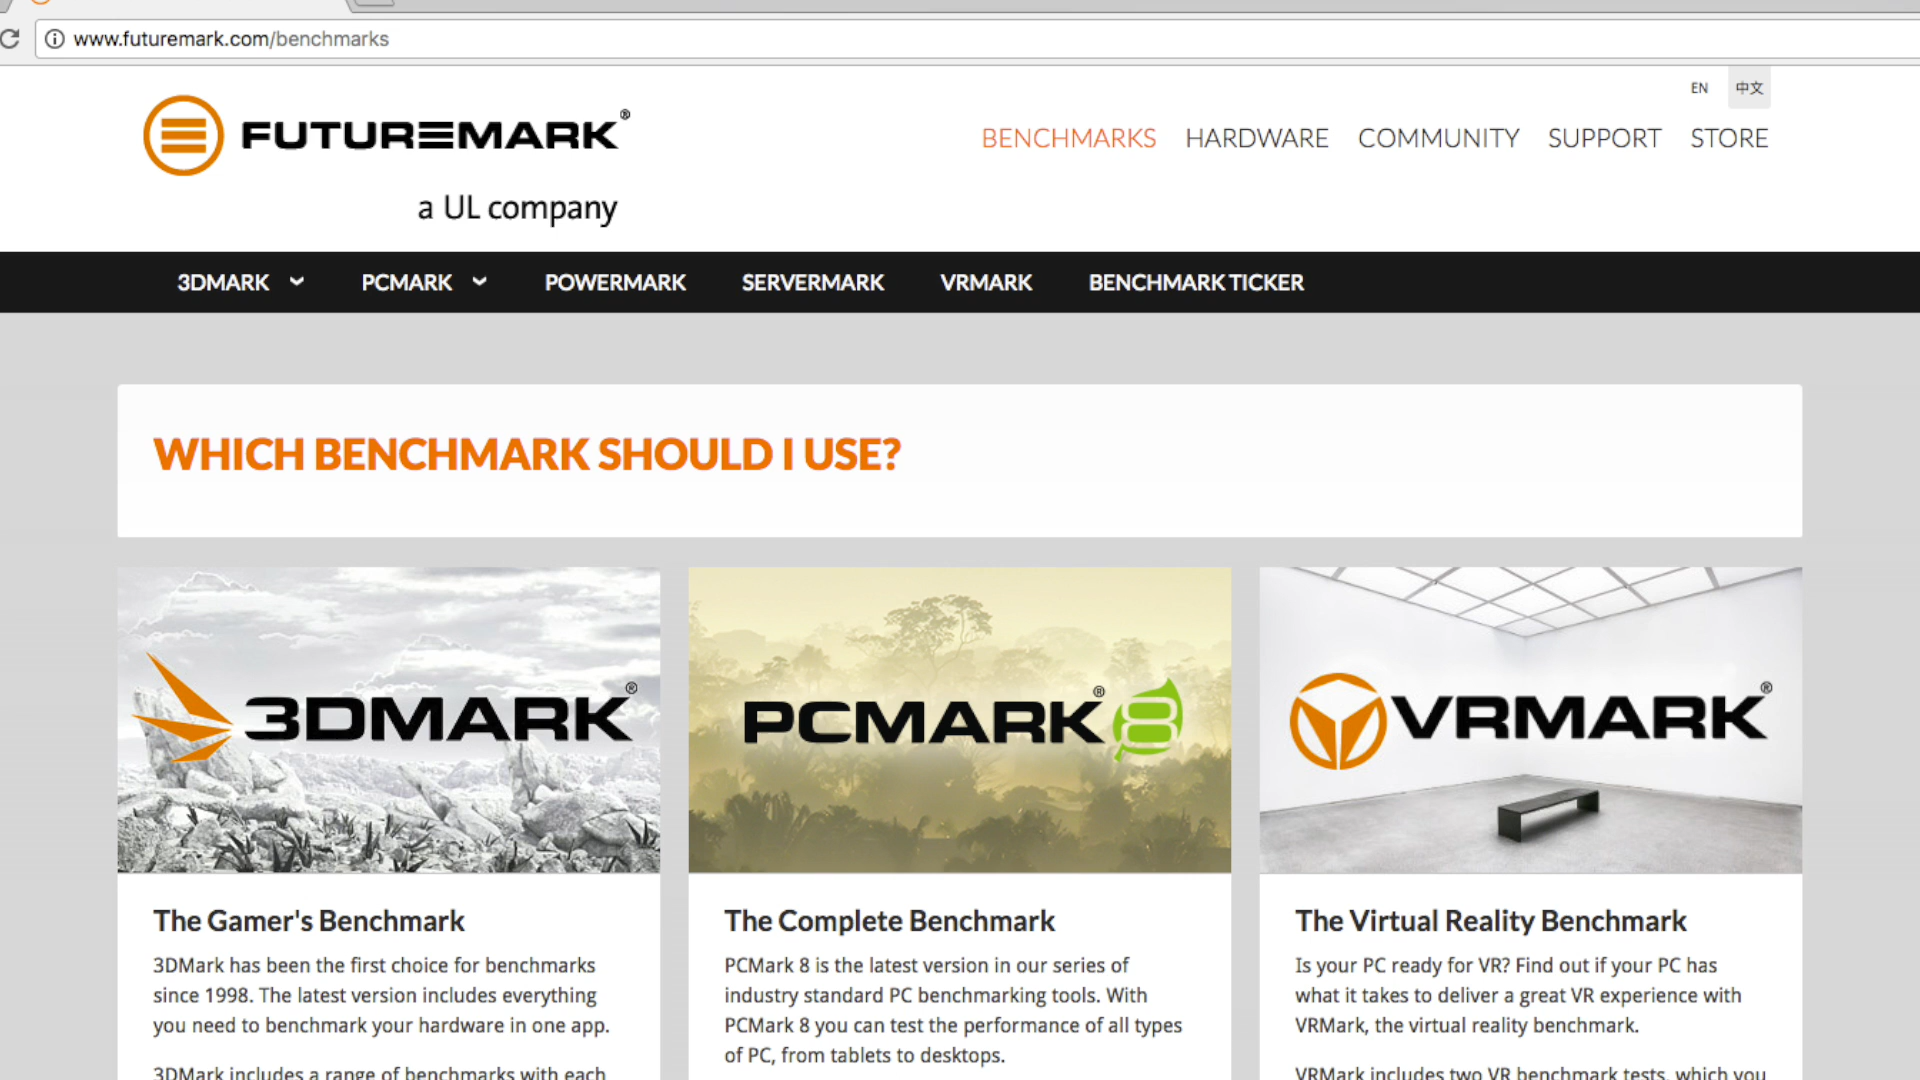 www.futuremark.com/benchmarks
EN 中文
FUTUREMARK®
a UL company
BENCHMARKS HARDWARE COMMUNITY SUPPORT STORE
3DMARK PCMARK POWERMARK SERVERMARK VRMARK BENCHMARK TICKER
WHICH BENCHMARK SHOULD I USE?
3DMARK®
PCMARK® 8
VRMARK®
The Gamer's Benchmark
3DMark has been the first choice for benchmarks
since 1998. The latest version includes everything
you need to benchmark your hardware in one app.
3DMark includes a range of benchmarks with each
The Complete Benchmark
PCMark 8 is the latest version in our series of
industry standard PC benchmarking tools. With
PCMark 8 you can test the performance of all types
of PC, from tablets to desktops.
The Virtual Reality Benchmark
Is your PC ready for VR? Find out if your PC has
what it takes to deliver a great VR experience with
VRMark, the virtual reality benchmark.
VRMark includes two VR benchmark tests, which you